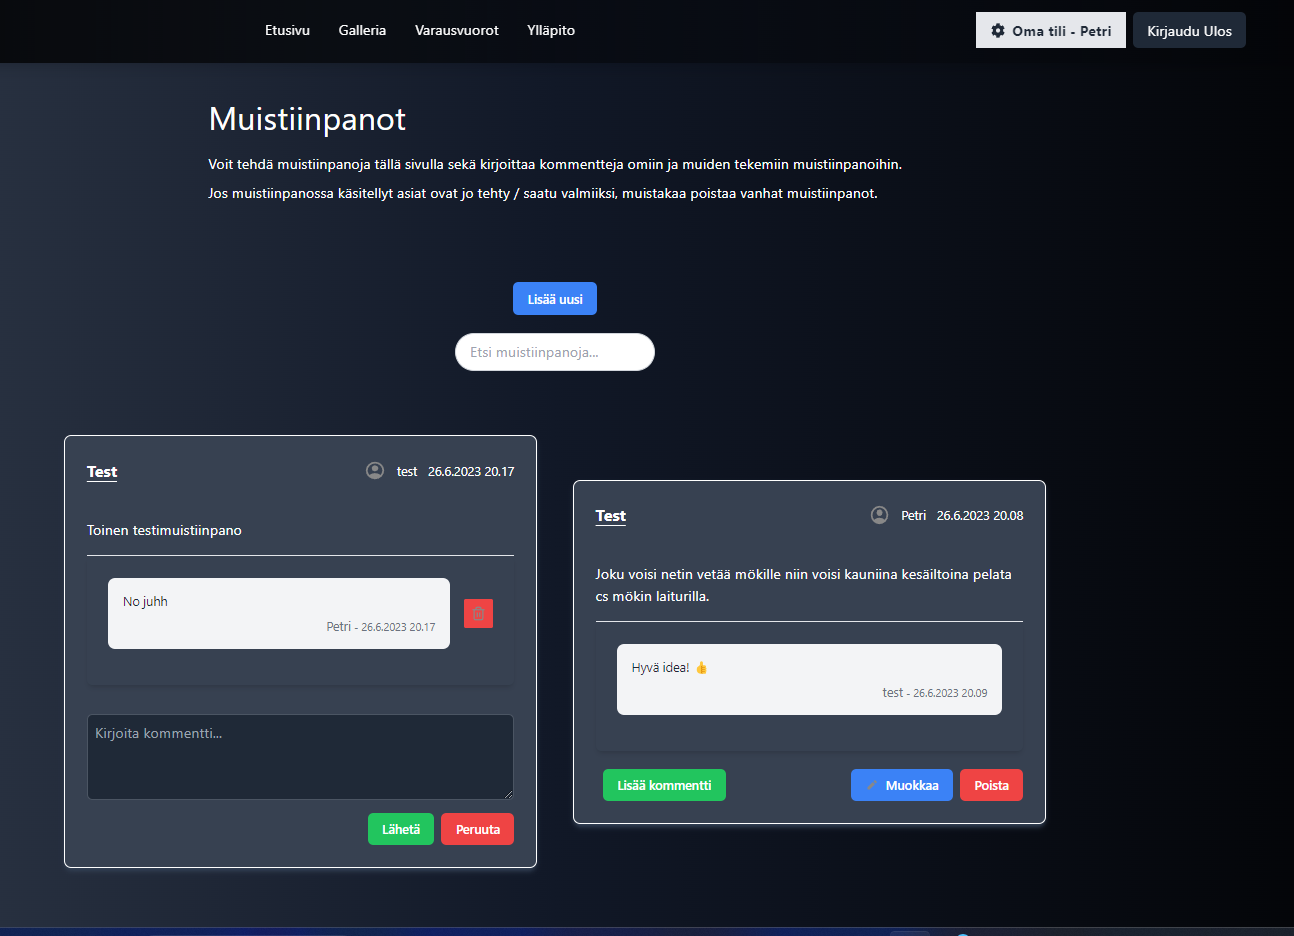 Etusivu Galleria Varausvuorot Ylläpito Oma tili - Petri Kirjaudu Ulos
Muistiinpanot
Voit tehdä muistiinpanoja tällä sivulla sekä kirjoittaa kommentteja omiin ja muiden tekemiin muistiinpanoihin.
Jos muistiinpanossa käsitellyt asiat ovat jo tehty / saatu valmiiksi, muistakaa poistaa vanhat muistiinpanot.
Lisää uusi
Etsi muistiinpanoja...
Test test 26.6.2023 20.17
Toinen testimuistiinpano
No juhh
Petri - 26.6.2023 20.17
Kirjoita kommentti...
Lähetä Peruuta
Test Petri 26.6.2023 20.08
Joku voisi netin vetää mökille niin voisi kauniina kesäiltoina pelata
cs mökin laiturilla.
Hyvä idea! 👍
test - 26.6.2023 20.09
Lisää kommentti Muokkaa Poista